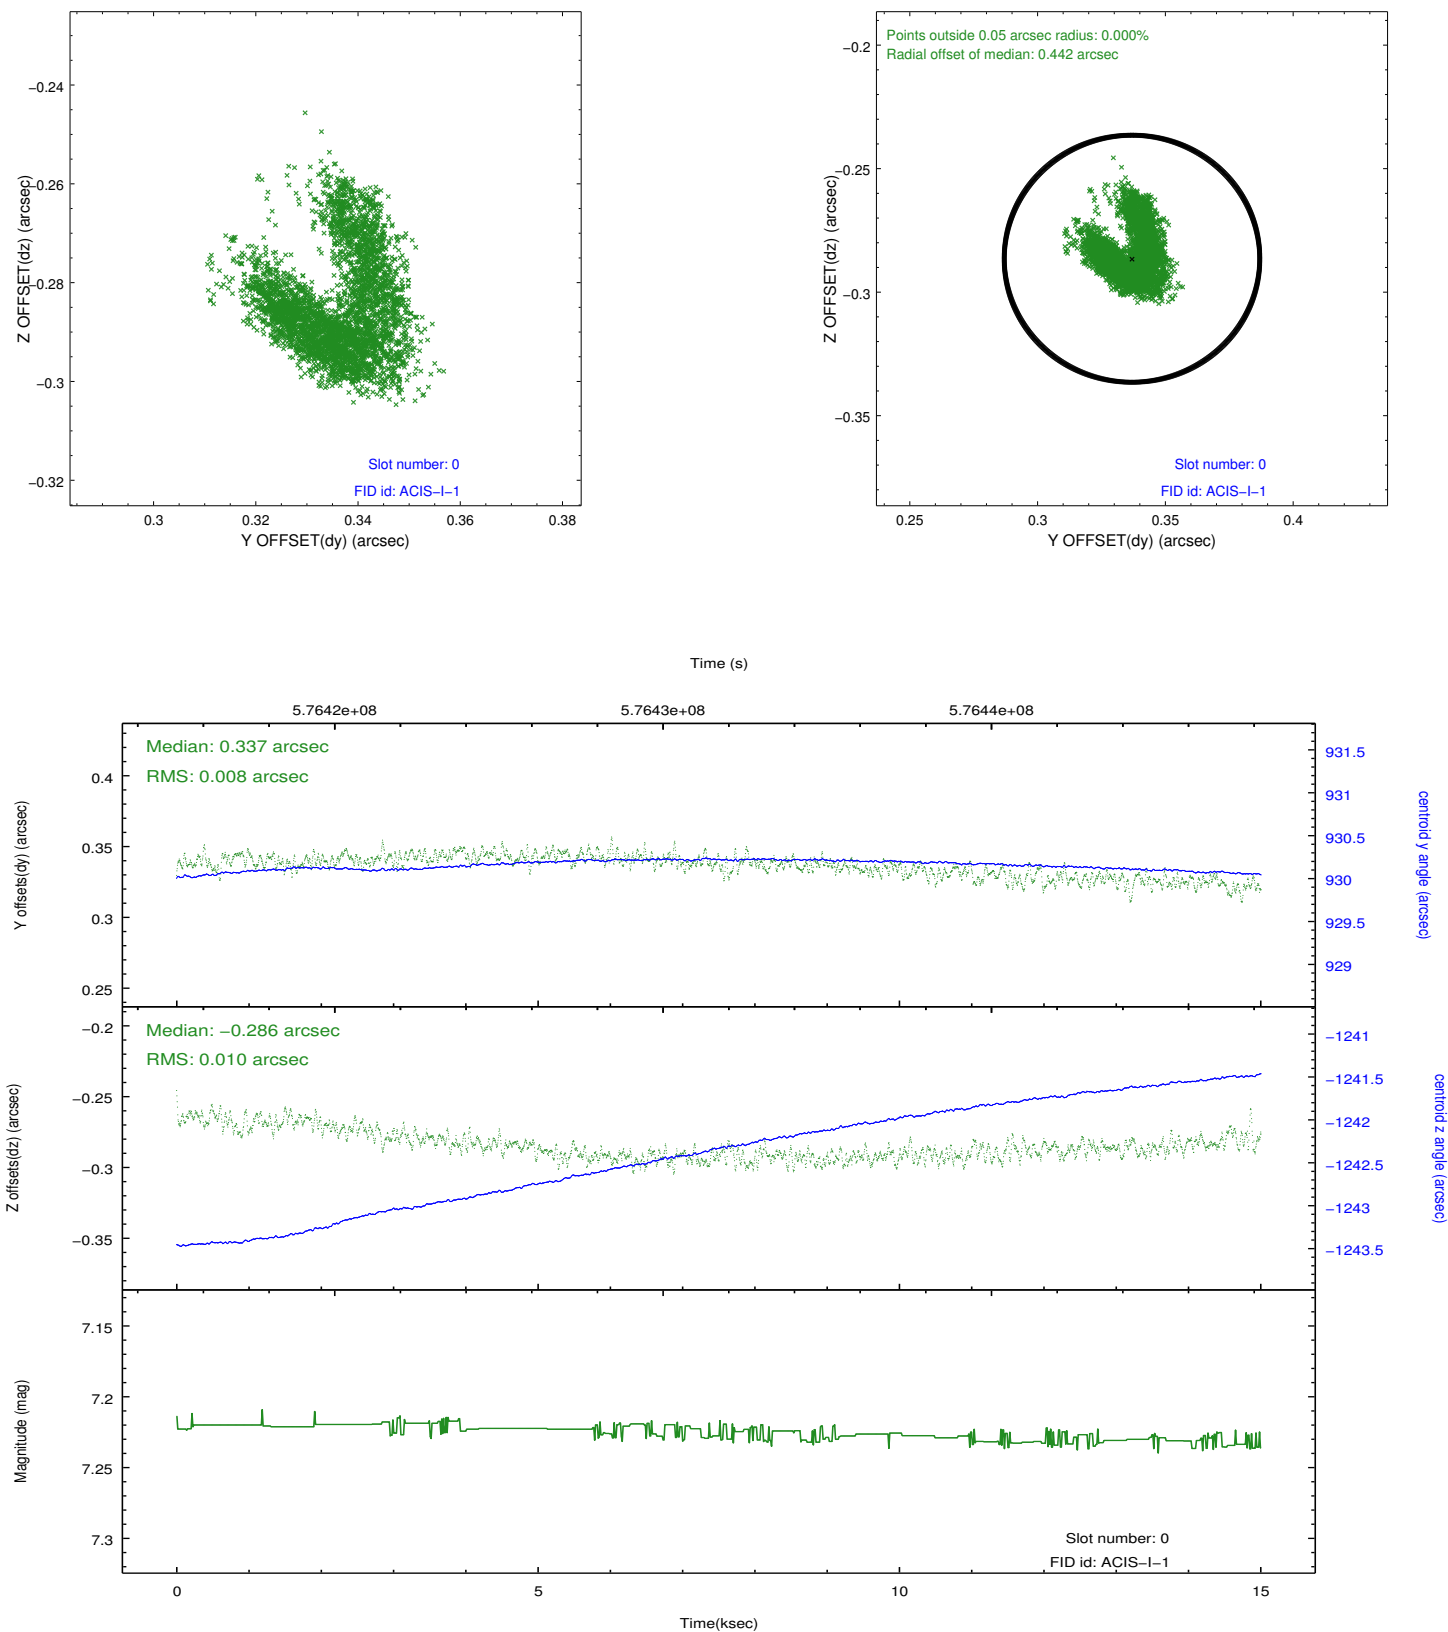 −0.24
−0.26
−0.28
−0.3
−0.32
Z OFFSET(dz) (arcsec)
Slot number: 0
FID id: ACIS−I−1
0.3
0.32
0.34
0.36
0.38
Y OFFSET(dy) (arcsec)
Points outside 0.05 arcsec radius: 0.000%
Radial offset of median: 0.442 arcsec
−0.2
−0.25
−0.3
−0.35
Z OFFSET(dz) (arcsec)
Slot number: 0
FID id: ACIS−I−1
0.25
0.3
0.35
0.4
Y OFFSET(dy) (arcsec)
Time (s)
5.7642e+08
5.7643e+08
5.7644e+08
Median: 0.337 arcsec
RMS: 0.008 arcsec
0.4
0.35
0.3
0.25
Y offsets(dy) (arcsec)
931.5
931
930.5
930
929.5
929
centroid y angle (arcsec)
Median: −0.286 arcsec
RMS: 0.010 arcsec
−0.2
−0.25
−0.3
−0.35
Z offsets(dz) (arcsec)
−1241
−1241.5
−1242
−1242.5
−1243
−1243.5
centroid z angle (arcsec)
7.15
7.2
7.25
7.3
Magnitude (mag)
Slot number: 0
FID id: ACIS−I−1
0
5
10
15
Time(ksec)